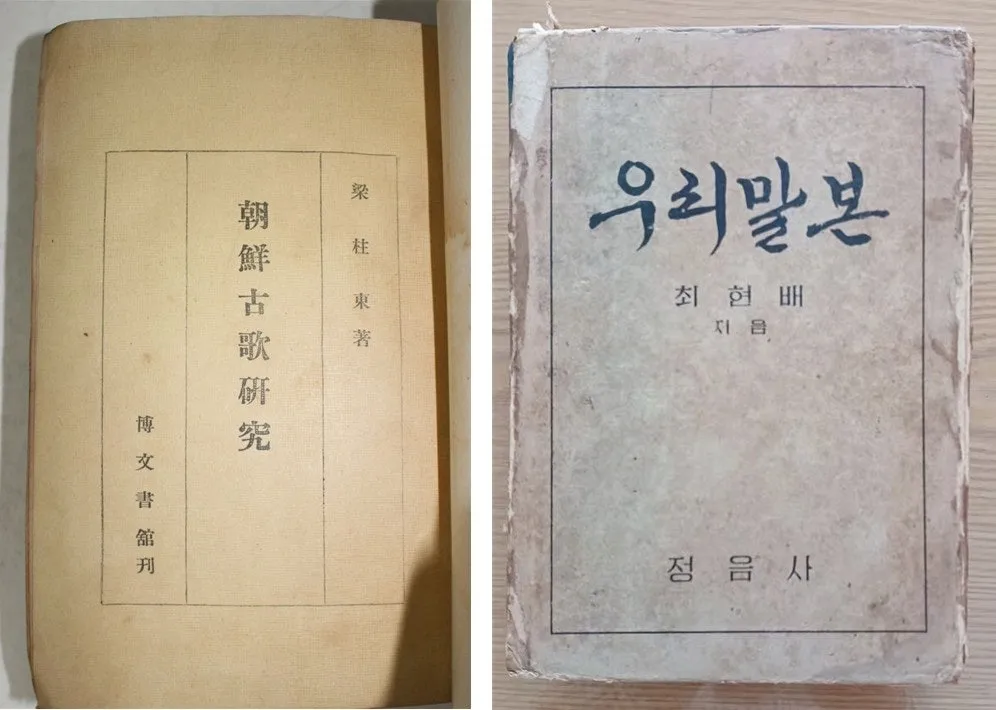 梁柱東著
朝鮮古歌研究
博文書舘刊
우리말본
최현배
지음
정음사